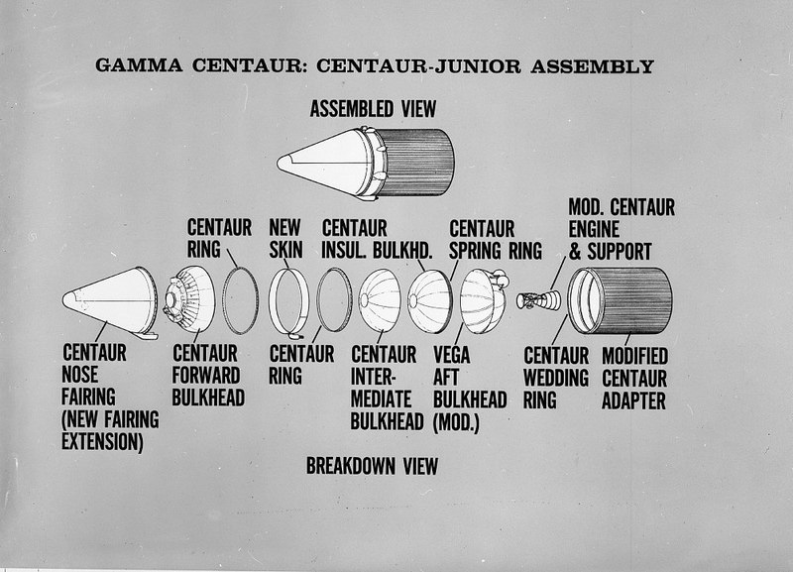 GAMMA CENTAUR: CENTAUR-JUNIOR ASSEMBLY
ASSEMBLED VIEW
CENTAUR
RING
NEW
SKIN
CENTAUR
INSUL. BULKHD.
CENTAUR
SPRING RING
MOD. CENTAUR
ENGINE
& SUPPORT
CENTAUR
NOSE
FAIRING
(NEW FAIRING
EXTENSION)
CENTAUR
FORWARD
BULKHEAD
CENTAUR
RING
CENTAUR
INTER-
MEDIATE
BULKHEAD
VEGA
AFT
BULKHEAD
(MOD.)
CENTAUR
WEDDING
RING
MODIFIED
CENTAUR
ADAPTER
BREAKDOWN VIEW